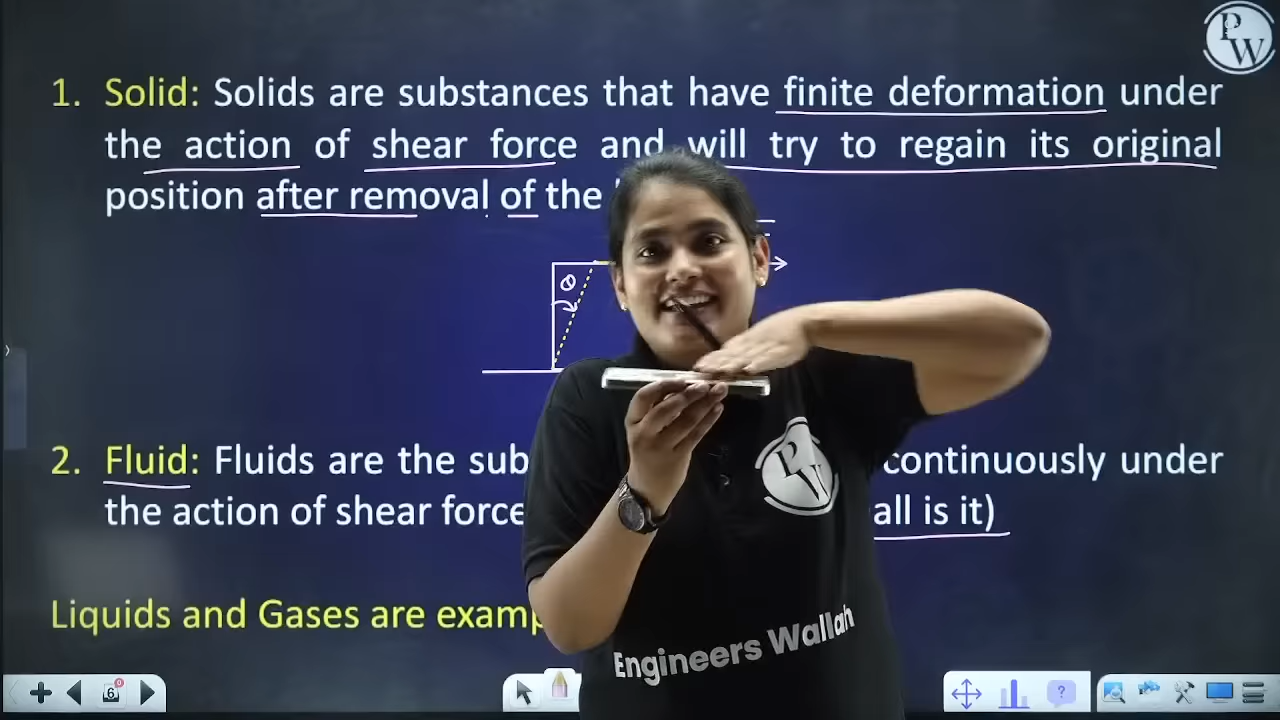 PW
1. Solid: Solids are substances that have finite deformation under
the action of shear force and will try to regain its original
position after removal of the
θ
2. Fluid: Fluids are the sub continuously under
the action of shear force all is it)
Liquids and Gases are examp
PW
Engineers Wallah
6